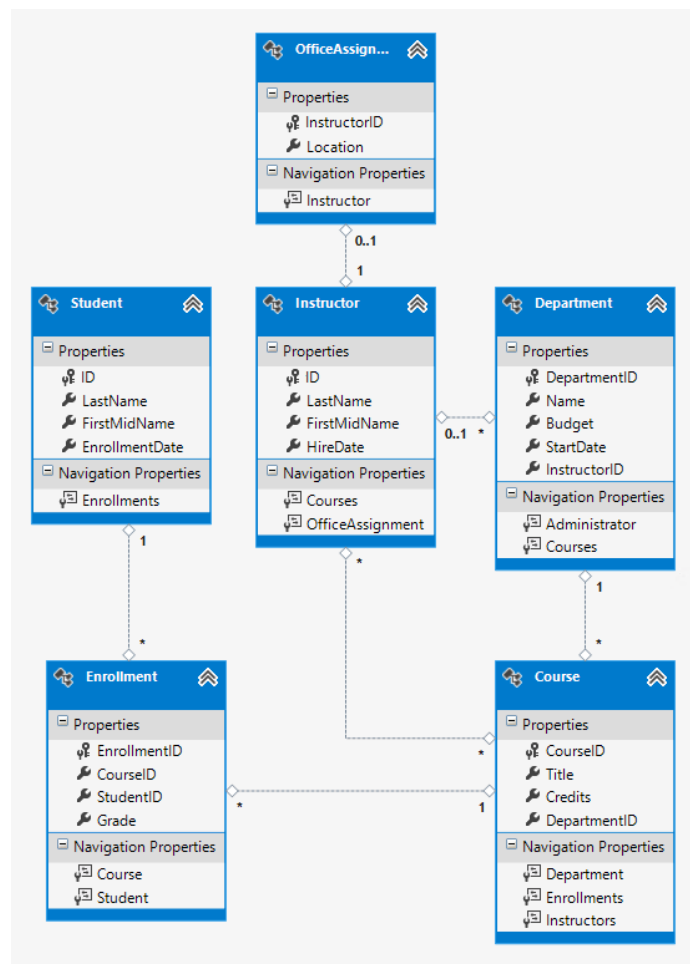 OfficeAssign...
Properties
InstructorID
Location
Navigation Properties
Instructor
0..1
1
Student
Properties
ID
LastName
FirstMidName
EnrollmentDate
Navigation Properties
Enrollments
1
*
Instructor
Properties
ID
LastName
FirstMidName
HireDate
Navigation Properties
Courses
OfficeAssignment
0..1 *
*
*
Department
Properties
DepartmentID
Name
Budget
StartDate
InstructorID
Navigation Properties
Administrator
Courses
1
*
Enrollment
Properties
EnrollmentID
CourseID
StudentID
Grade
Navigation Properties
Course
Student
*
1
Course
Properties
CourseID
Title
Credits
DepartmentID
Navigation Properties
Department
Enrollments
Instructors